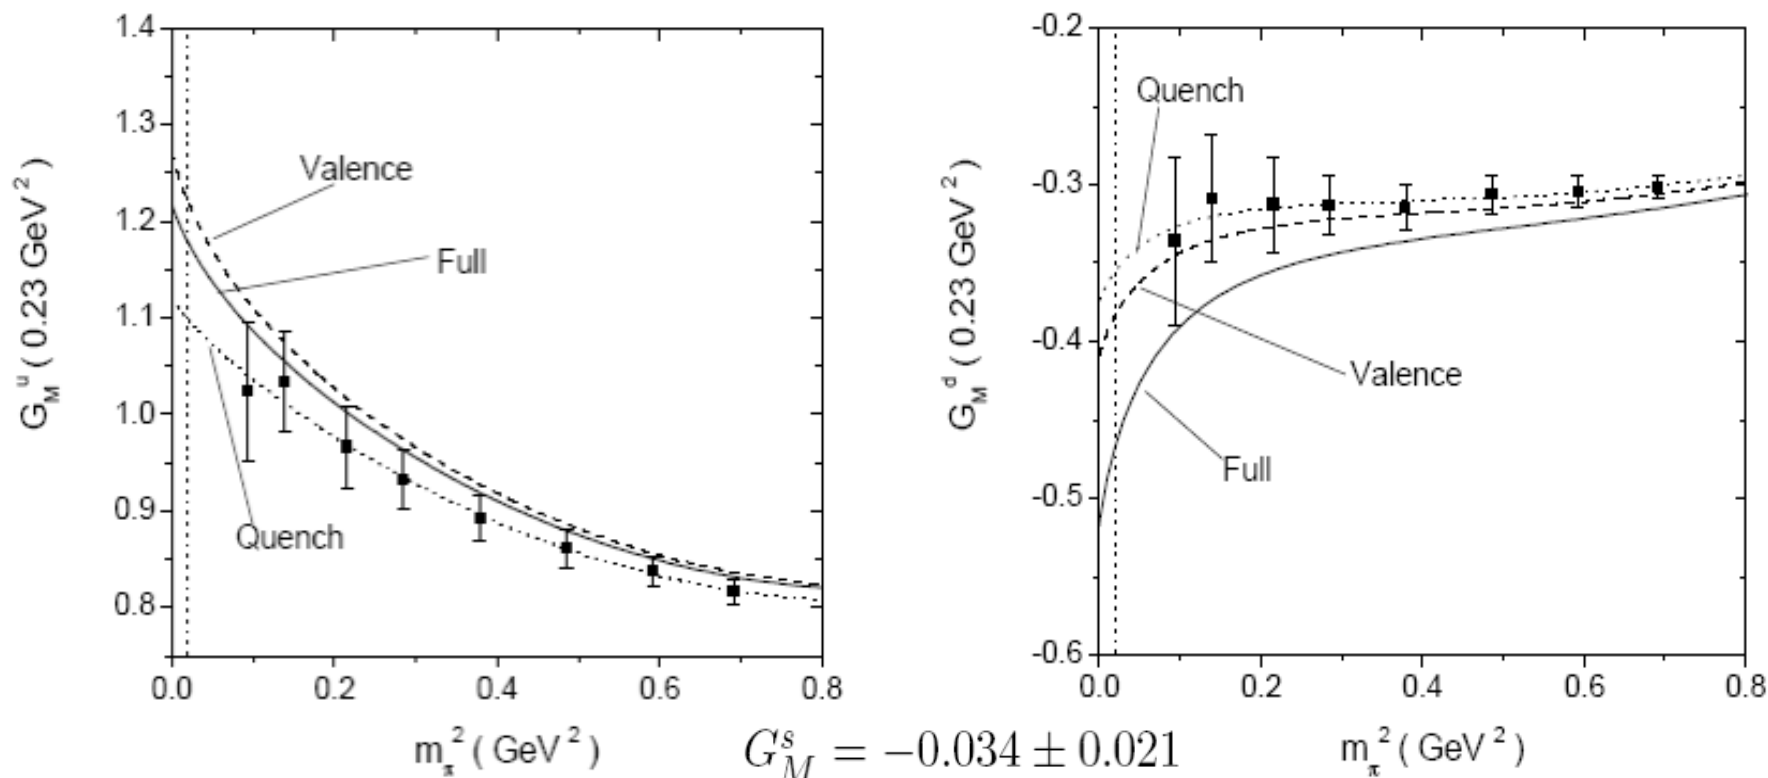 G_M^u ( 0.23 GeV^2 )
1.4
1.3
1.2
1.1
1.0
0.9
0.8
Valence
Full
Quench
0.0 0.2 0.4 0.6 0.8
m_π^2 ( GeV^2 )
G_M^d ( 0.23 GeV^2 )
-0.2
-0.3
-0.4
-0.5
-0.6
Quench
Valence
Full
0.0 0.2 0.4 0.6 0.8
m_π^2 ( GeV^2 )
G_M^s = −0.034 ± 0.021